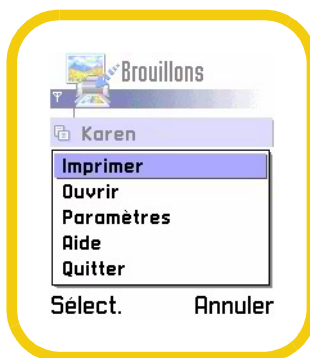 Brouillons
Karen
Imprimer
Ouvrir
Paramètres
Aide
Quitter
Sélect. Annuler